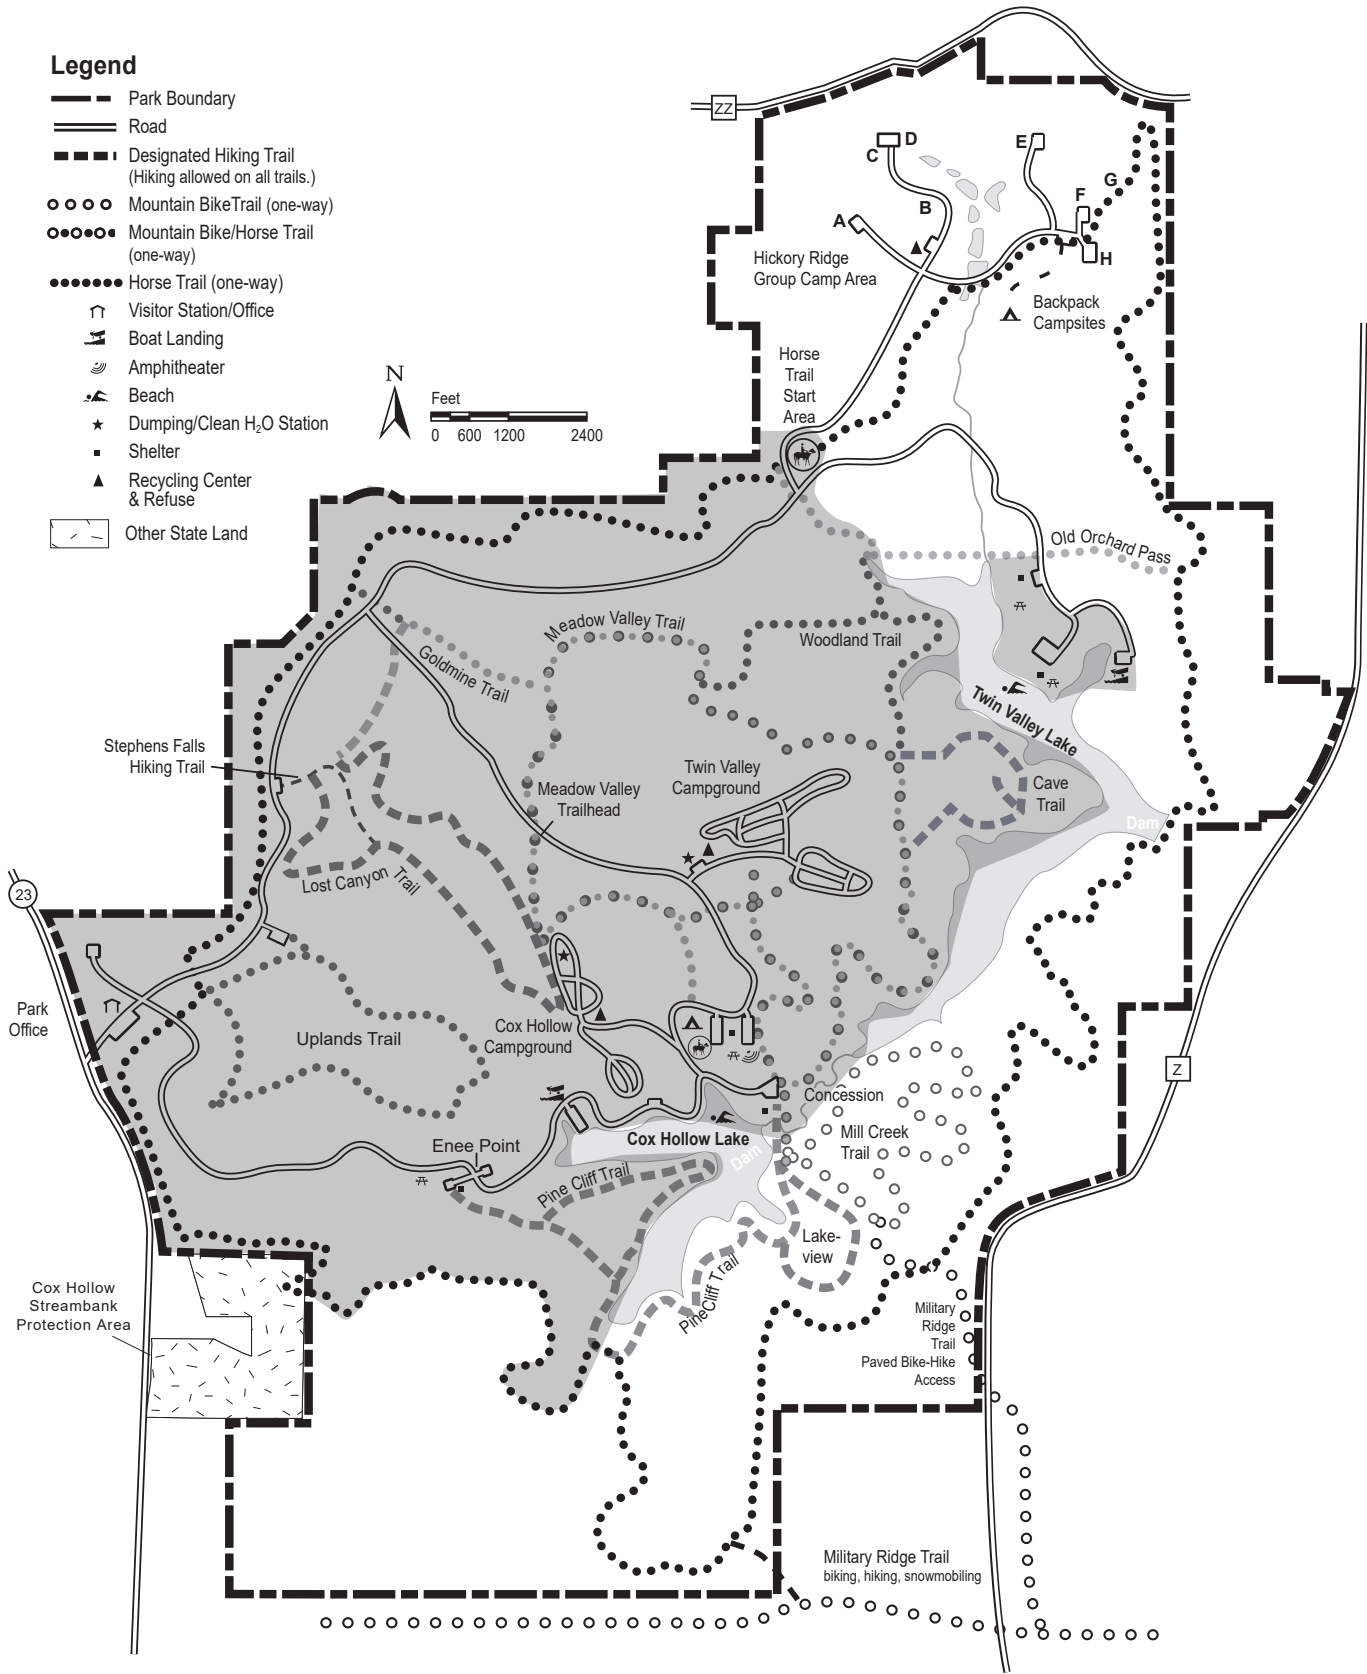 Legend
Park Boundary
Road
Designated Hiking Trail
(Hiking allowed on all trails.)
Mountain BikeTrail (one-way)
Mountain Bike/Horse Trail
(one-way)
Horse Trail (one-way)
Visitor Station/Office
Boat Landing
Amphitheater
Beach
Dumping/Clean H2O Station
Shelter
Recycling Center
& Refuse
Other State Land
N
Feet
0 600 1200 2400
ZZ
D
C
E
B
A
G
F
H
Hickory Ridge
Group Camp Area
Backpack
Campsites
Horse
Trail
Start
Area
Old Orchard Pass
Meadow Valley Trail
Woodland Trail
Goldmine Trail
Twin Valley Lake
Stephens Falls
Hiking Trail
Meadow Valley
Trailhead
Twin Valley
Campground
Cave
Trail
Dam
Lost Canyon Trail
23
Park
Office
Uplands Trail
Cox Hollow
Campground
Z
Concession
Mill Creek
Trail
Cox Hollow Lake
Dam
Enee Point
Pine Cliff Trail
Lake-
view
PineCliff Trail
Cox Hollow
Streambank
Protection Area
Military
Ridge
Trail
Paved Bike-Hike
Access
Military Ridge Trail
biking, hiking, snowmobiling